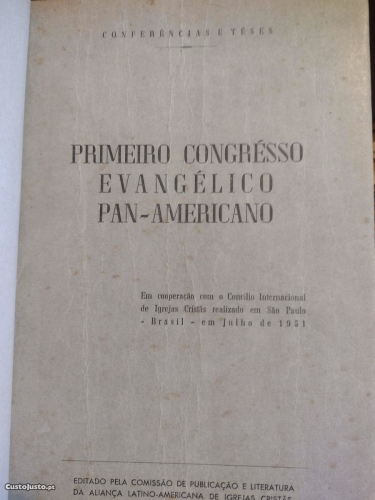 CONFERÊNCIAS E TÉSES
PRIMEIRO CONGRÉSSO
EVANGÉLICO
PAN-AMERICANO
Em cooperação com o Concílio Internacional
de Igrejas Cristãs realizado em São Paulo
- Brasil - em Julho de 1951
EDITADO PELA COMISSÃO DE PUBLICAÇÃO E LITERATURA
DA ALIANÇA LATINO-AMERICANA DE IGREJAS CRISTÃS
CustoJusto.pt